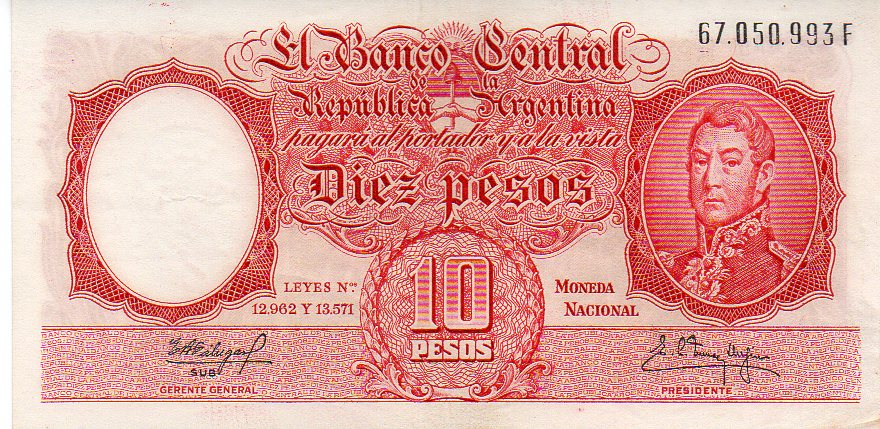 67.050.993 F
El Banco Central
de la
República Argentina
pagará al portador y a la vista
Diez pesos
LEYES Nos.
12.962 Y 13.571
10
PESOS
MONEDA
NACIONAL
SUB
GERENTE GENERAL
PRESIDENTE